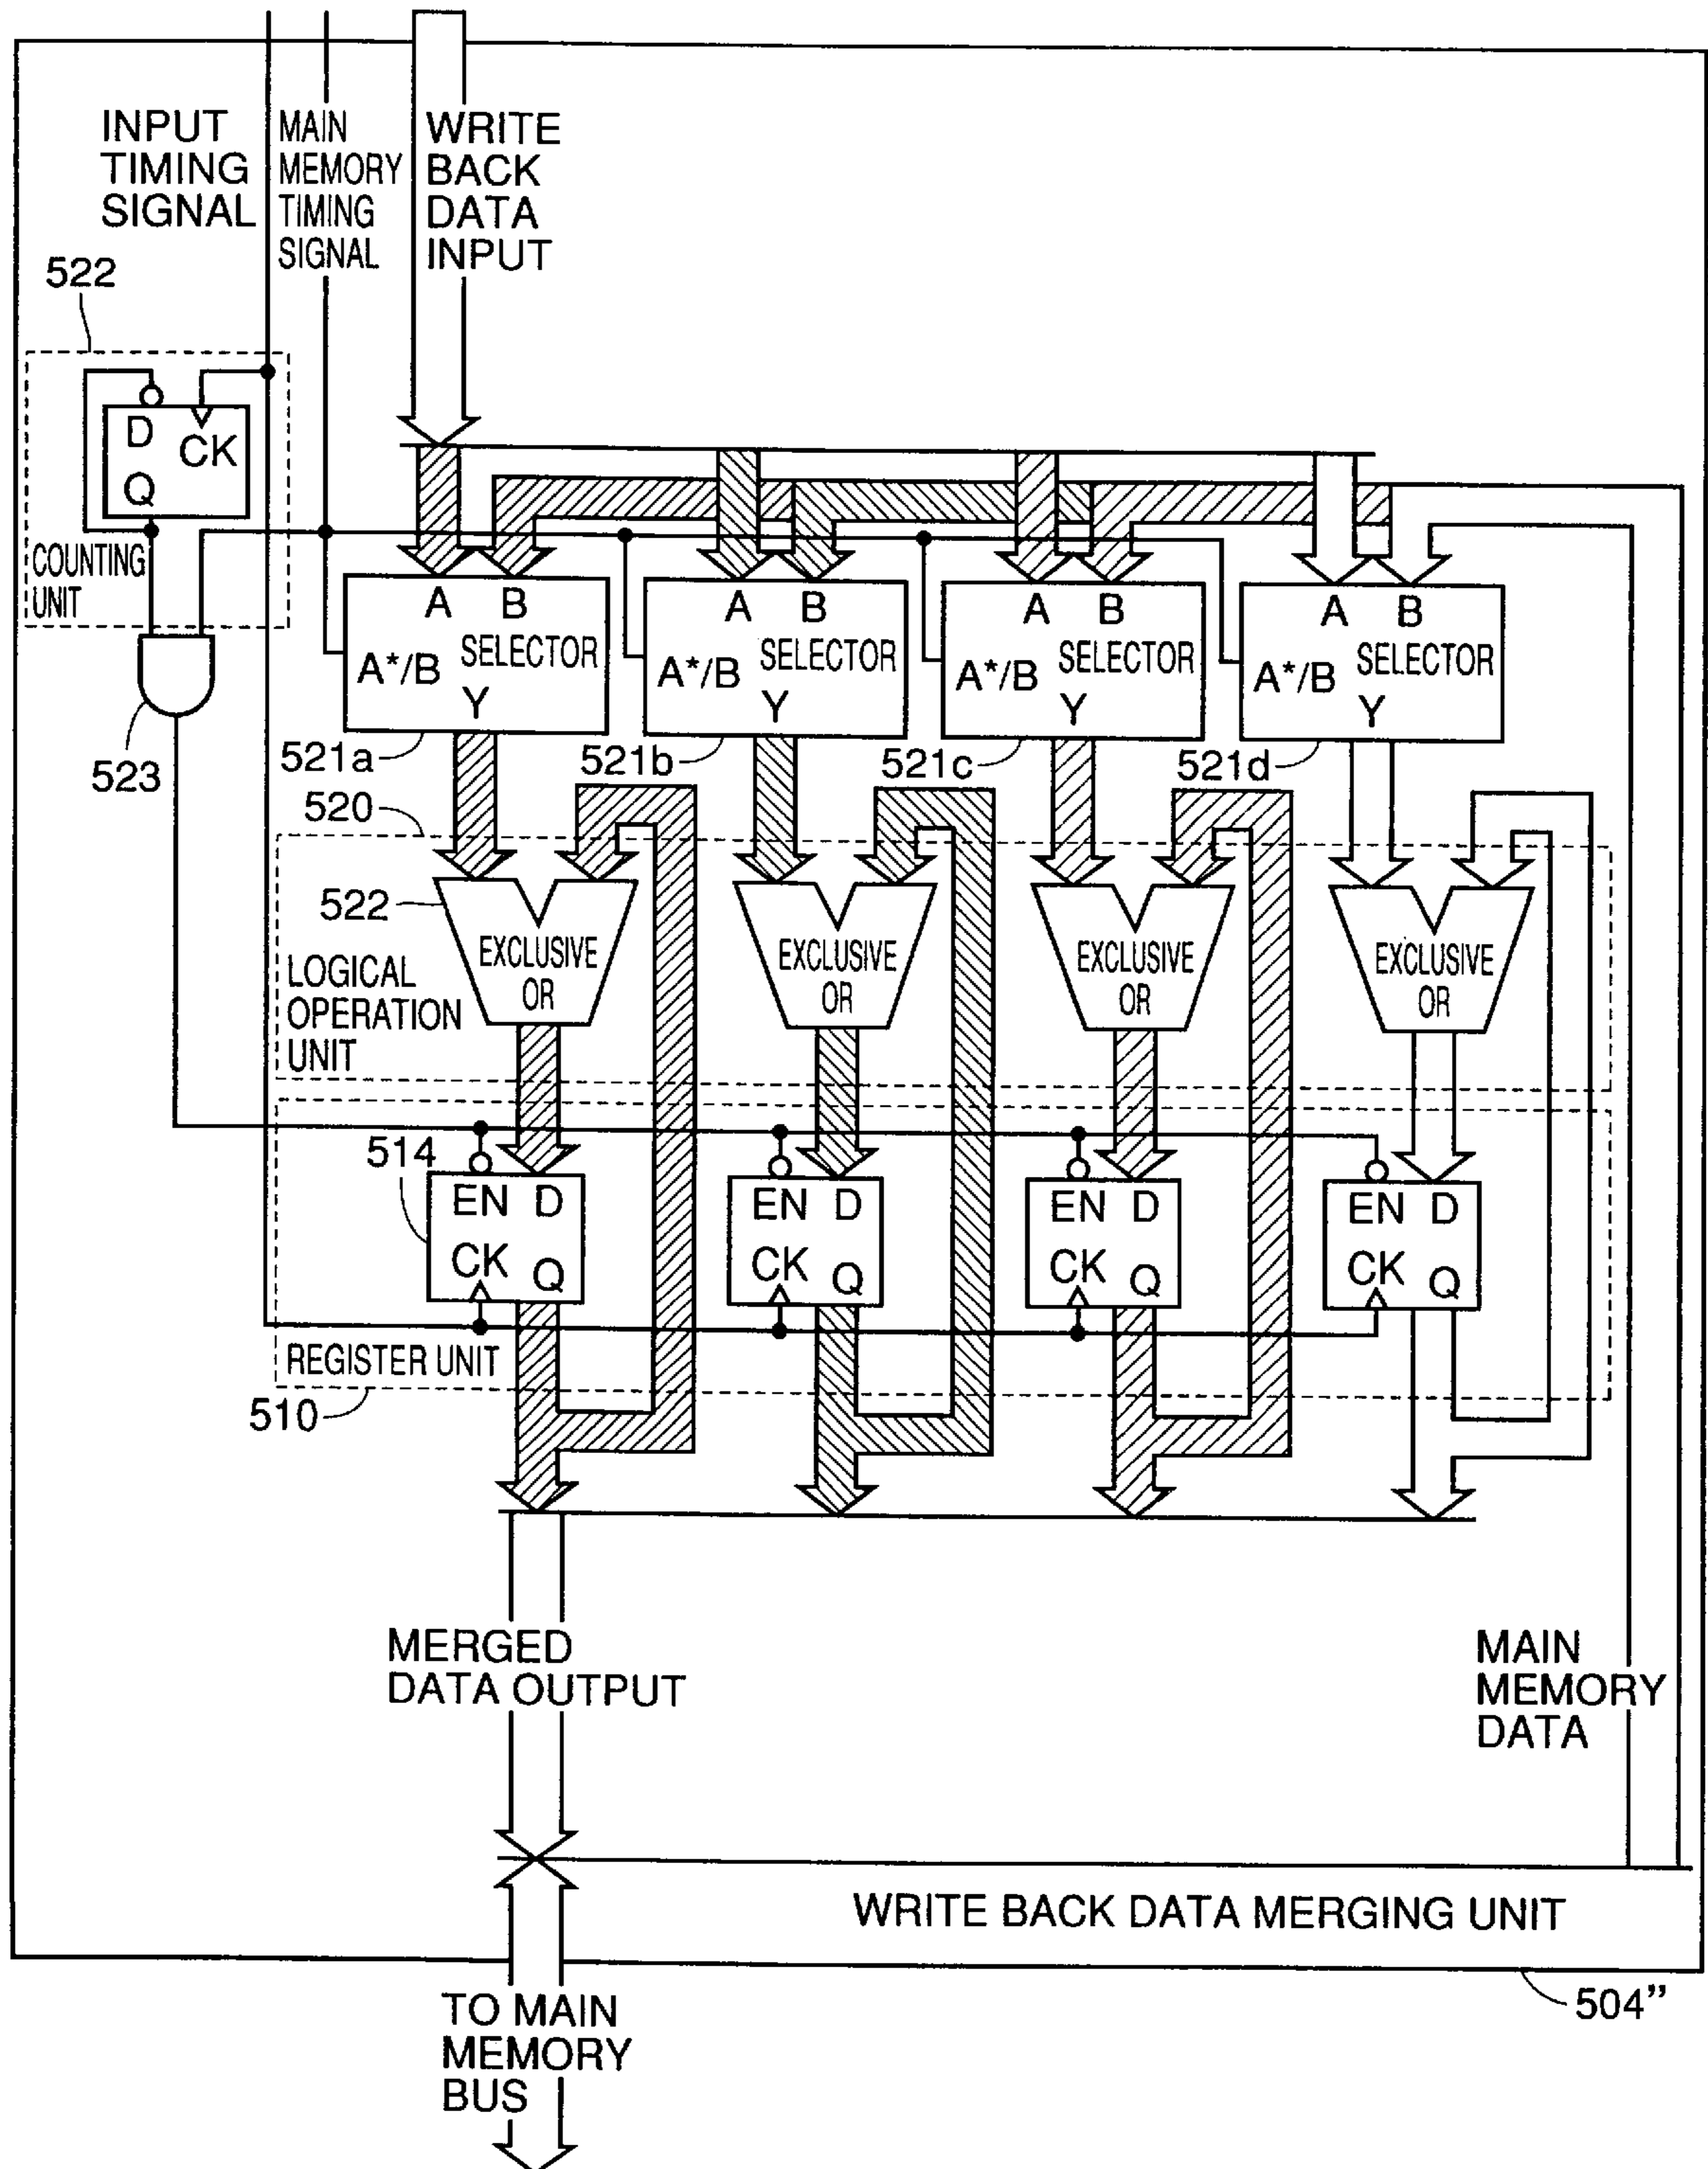 INPUT
TIMING
SIGNAL
MAIN
MEMORY
TIMING
SIGNAL
WRITE
BACK
DATA
INPUT
522
D
CK
Q
COUNTING
UNIT
523
A B
SELECTOR
A*/B
Y
521a
A B
SELECTOR
A*/B
Y
521b
A B
SELECTOR
A*/B
Y
521c
A B
SELECTOR
A*/B
Y
521d
520
522
EXCLUSIVE
OR
EXCLUSIVE
OR
EXCLUSIVE
OR
EXCLUSIVE
OR
LOGICAL
OPERATION
UNIT
514
EN D
CK Q
EN D
CK Q
EN D
CK Q
EN D
CK Q
REGISTER UNIT
510
MERGED
DATA OUTPUT
MAIN
MEMORY
DATA
WRITE BACK DATA MERGING UNIT
504”
TO MAIN
MEMORY
BUS